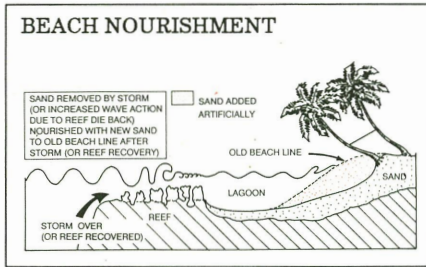 BEACH NOURISHMENT
SAND REMOVED BY STORM
(OR INCREASED WAVE ACTION
DUE TO REEF DIE BACK)
NOURISHED WITH NEW SAND
TO OLD BEACH LINE AFTER
STORM (OR REEF RECOVERY)
SAND ADDED
ARTIFICIALLY
OLD BEACH LINE
SAND
LAGOON
REEF
STORM OVER
(OR REEF RECOVERED)